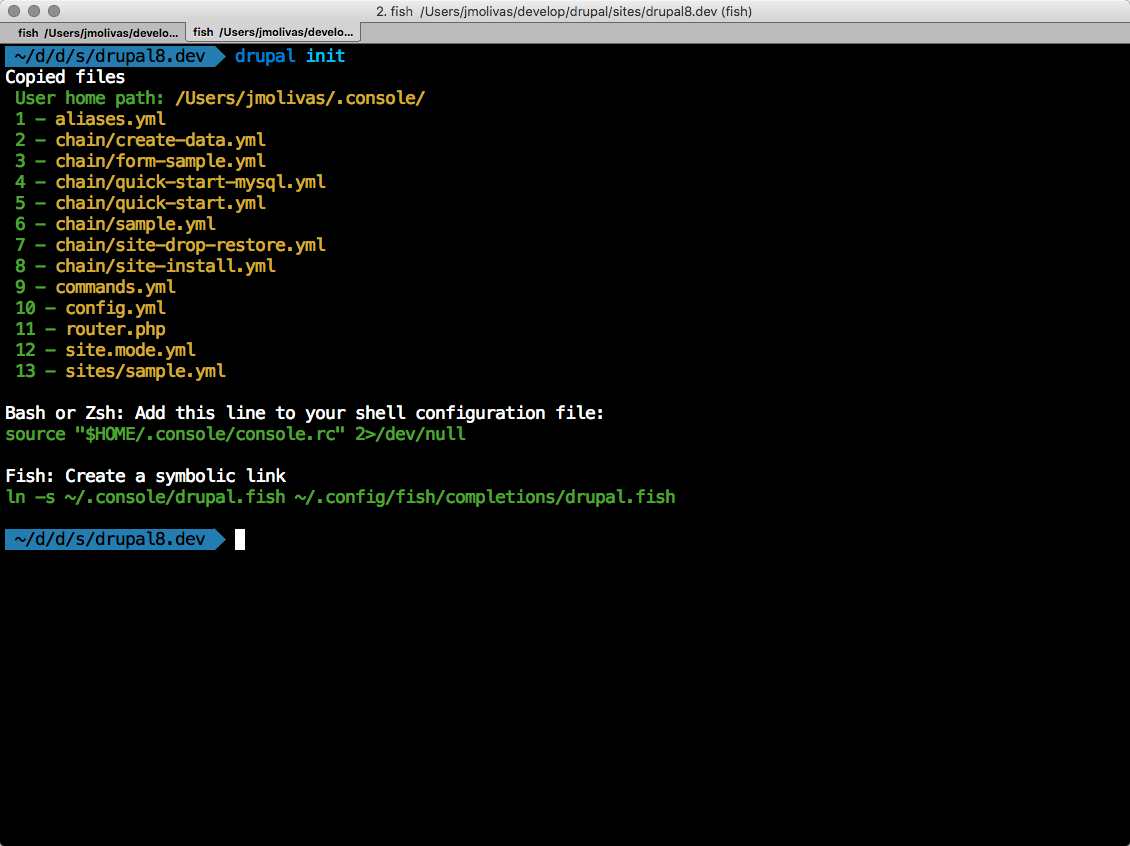 2. fish  /Users/jmolivas/develop/drupal/sites/drupal8.dev (fish)
fish  /Users/jmolivas/develo...  fish  /Users/jmolivas/develo...
~/d/d/s/drupal8.dev  drupal init
Copied files
 User home path: /Users/jmolivas/.console/
 1 - aliases.yml
 2 - chain/create-data.yml
 3 - chain/form-sample.yml
 4 - chain/quick-start-mysql.yml
 5 - chain/quick-start.yml
 6 - chain/sample.yml
 7 - chain/site-drop-restore.yml
 8 - chain/site-install.yml
 9 - commands.yml
 10 - config.yml
 11 - router.php
 12 - site.mode.yml
 13 - sites/sample.yml
Bash or Zsh: Add this line to your shell configuration file:
source "$HOME/.console/console.rc" 2>/dev/null
Fish: Create a symbolic link
ln -s ~/.console/drupal.fish ~/.config/fish/completions/drupal.fish
~/d/d/s/drupal8.dev